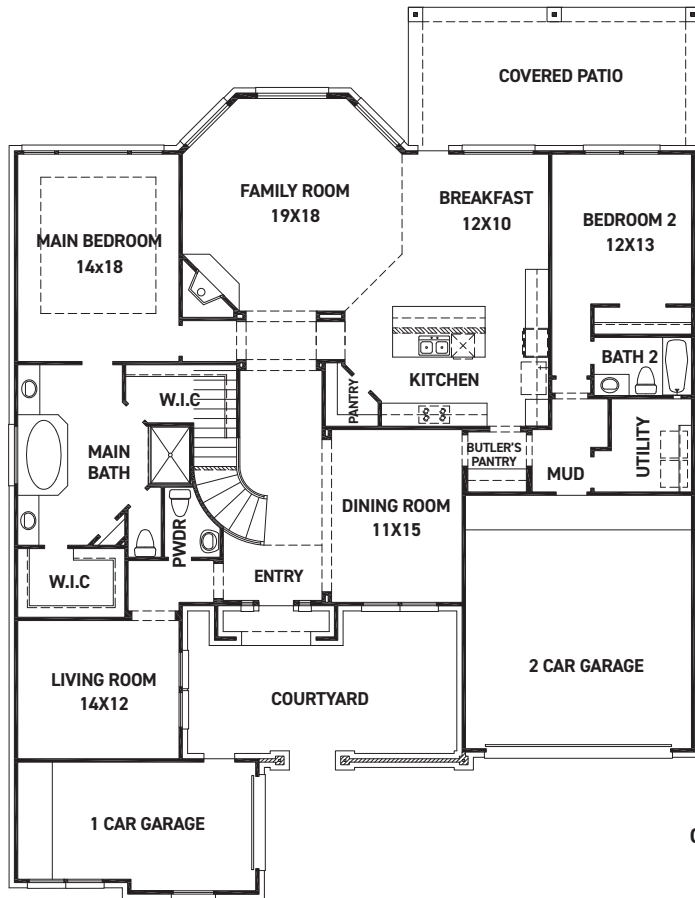 COVERED PATIO
FAMILY ROOM
19X18
BREAKFAST
12X10
BEDROOM 2
12X13
MAIN BEDROOM
14x18
BATH 2
KITCHEN
PANTRY
W.I.C
MAIN
BATH
BUTLER'S
PANTRY
MUD
UTILITY
DINING ROOM
11X15
PWDR
ENTRY
W.I.C
2 CAR GARAGE
LIVING ROOM
14X12
COURTYARD
1 CAR GARAGE